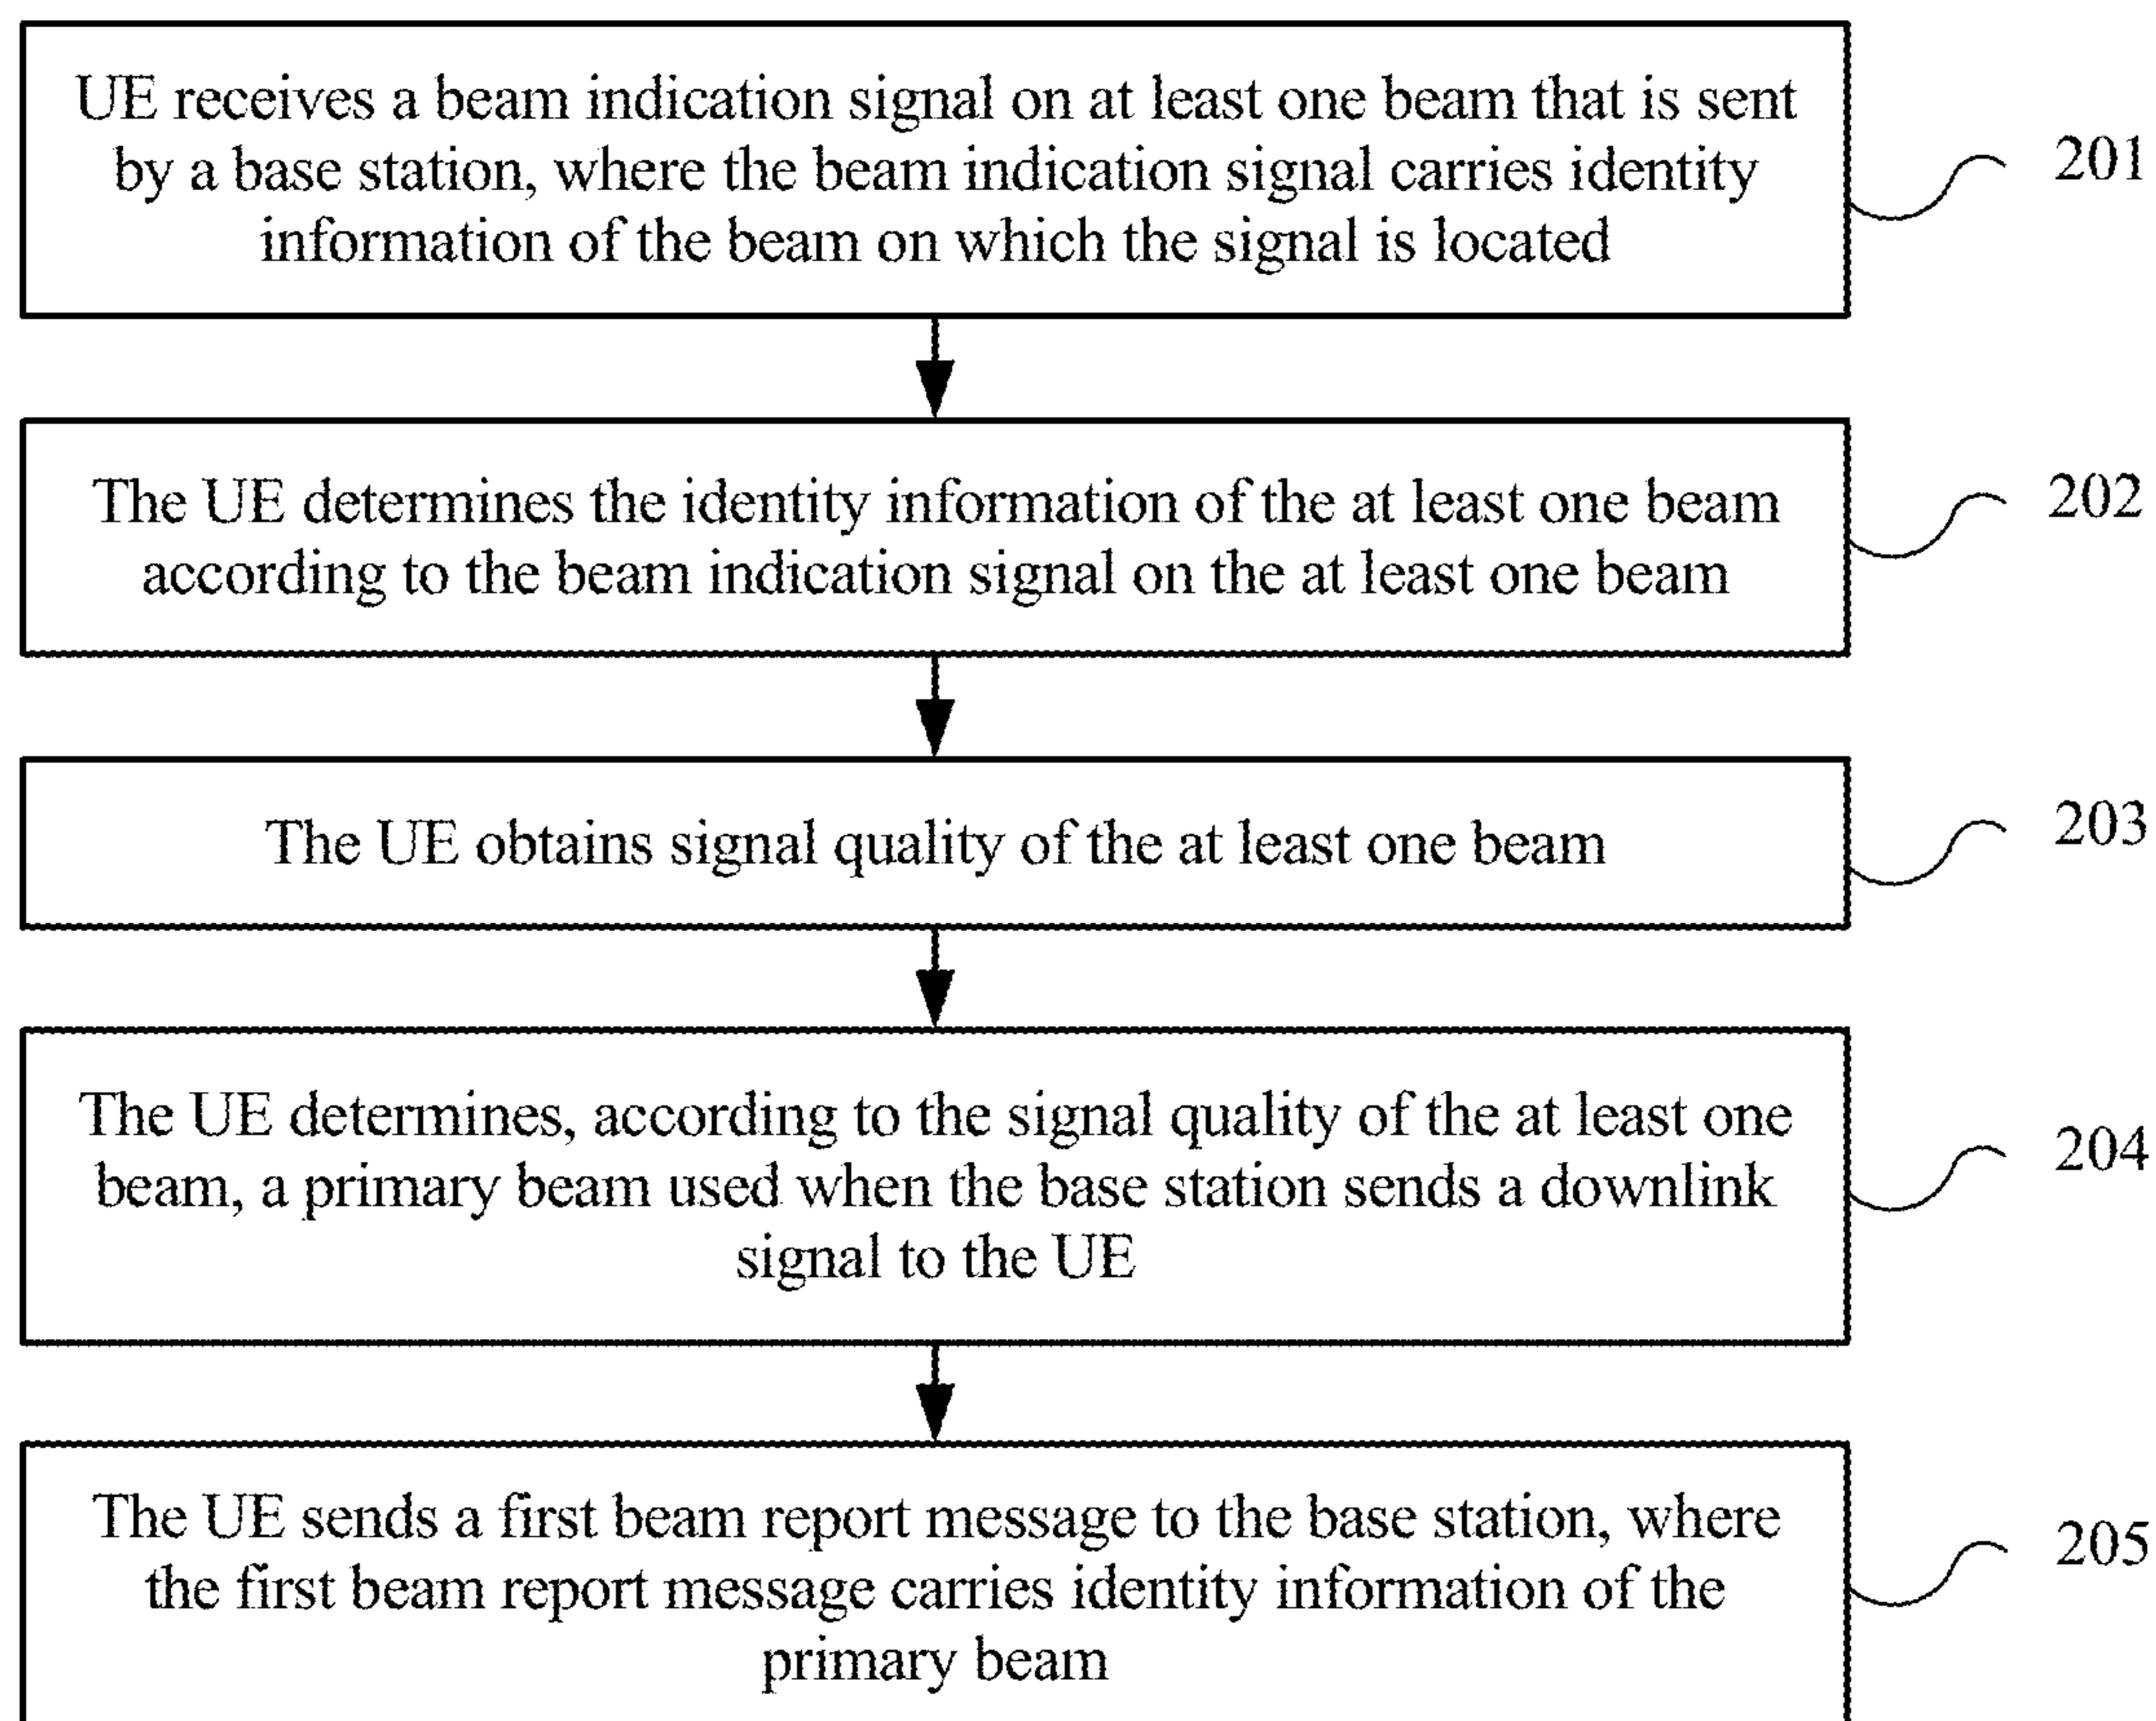 UE receives a beam indication signal on at least one beam that is sent
by a base station, where the beam indication signal carries identity
information of the beam on which the signal is located
201
The UE determines the identity information of the at least one beam
according to the beam indication signal on the at least one beam
202
The UE obtains signal quality of the at least one beam
203
The UE determines, according to the signal quality of the at least one
beam, a primary beam used when the base station sends a downlink
signal to the UE
204
The UE sends a first beam report message to the base station, where
the first beam report message carries identity information of the
primary beam
205